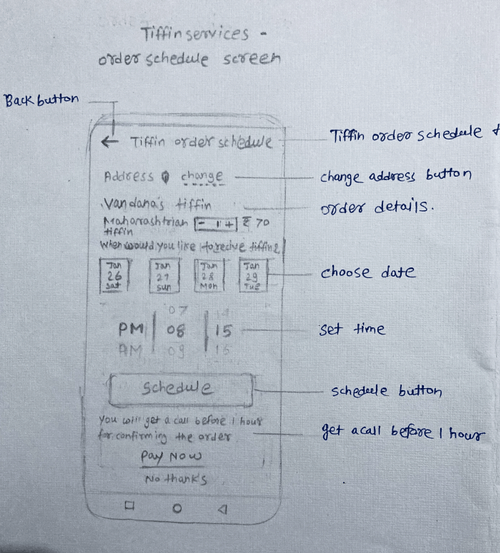 Tiffin services -
order schedule screen
Back button
← Tiffin order schedule
Tiffin order schedule
Address change
change address button
Vandana's tiffin
order details.
Maharashtrian - 1 + ₹ 70
tiffin
When would you like to recive tiffin?
Jan 26 Sat
Jan 27 Sun
Jan 28 Mon
Jan 29 Tue
choose date
07 14
PM 08 15
AM 09 15
set time
Schedule
schedule button
You will get a call before 1 hour
for confirming the order
get a call before 1 hour
Pay Now
No thanks